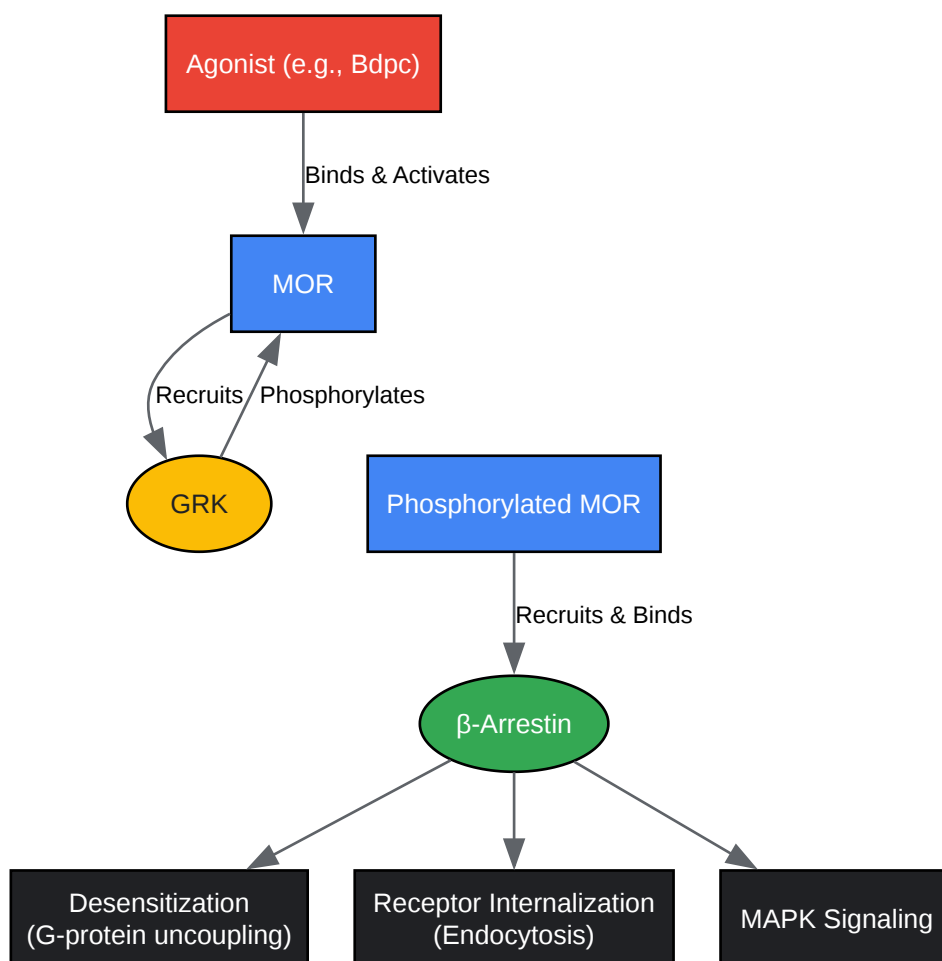 Agonist (e.g., Bdpc)
Binds & Activates
MOR
Recruits
Phosphorylates
GRK
Phosphorylated MOR
Recruits & Binds
β-Arrestin
Desensitization
(G-protein uncoupling)
Receptor Internalization
(Endocytosis)
MAPK Signaling